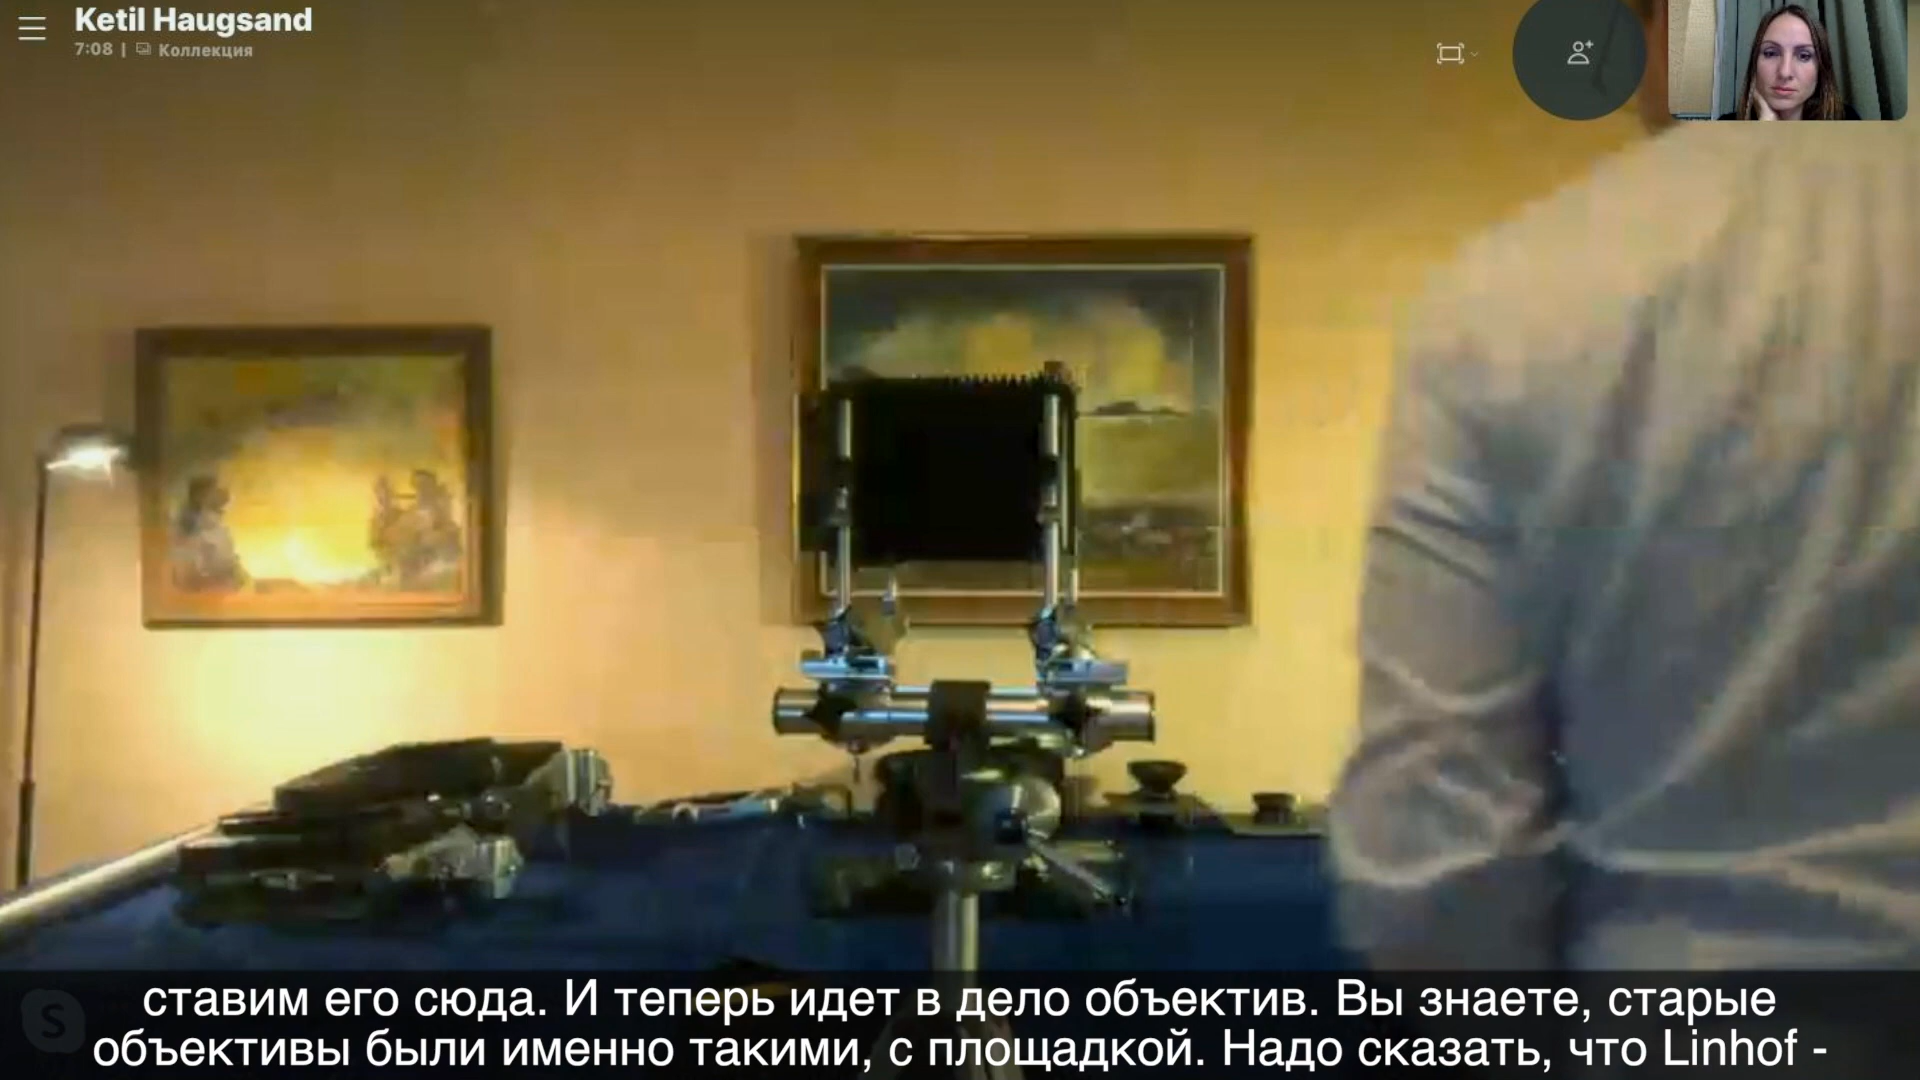 Ketil Haugsand
7:08 | Коллекция
S
ставим его сюда. И теперь идет в дело объектив. Вы знаете, старые
объективы были именно такими, с площадкой. Надо сказать, что Linhof -